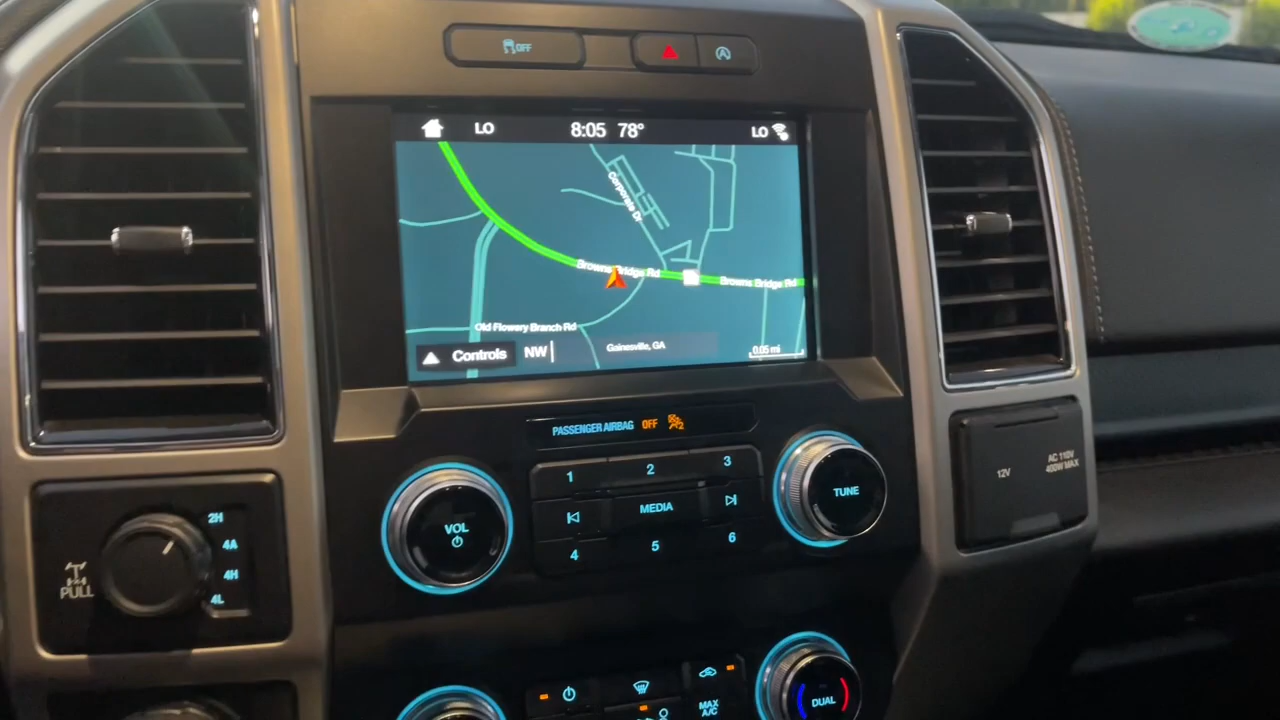 OFF
LO
8:05 78°
LO
Corporate Dr
Browns Bridge Rd
Browns Bridge Rd
Old Flowery Branch Rd
Controls
NW
Gainesville, GA
0.05 mi
PASSENGER AIRBAG OFF
2
1
2
3
VOL
MEDIA
TUNE
4
5
6
12V
AC 110V
400W MAX
2H
4A
4H
4L
PULL
MAX
A/C
DUAL